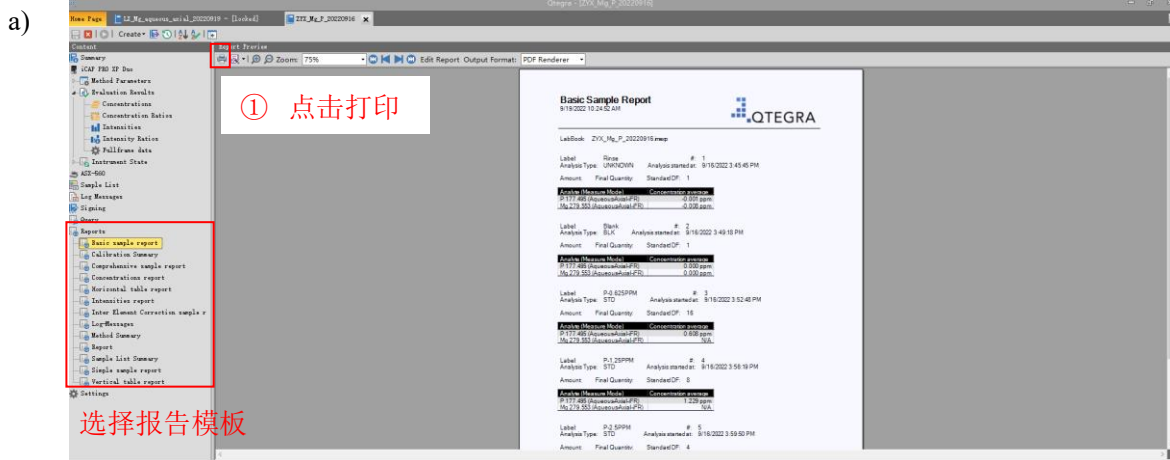 a)
Qtegra - [ZYX_Mg_P_20220916]
Home Page L2_Mg_aqueous_axial_20220819 - [Locked] ZYX_Mg_P_20220916 x
Create
Content
Report Preview
Zoom: 75% Edit Report Output Format: PDF Renderer
Summary
iCAP PRO XP Duo
Method Parameters
Evaluation Results
Concentrations
Concentration Ratios
Intensities
Intensity Ratios
Fullframe data
Instrument State
ASX-560
Sample List
Log Messages
Signing
Query
Reports
Basic sample report
Calibration Summary
Comprehensive sample report
Concentrations report
Horizontal table report
Intensities report
Inter Element Correction sample r
Log-Messages
Method Summary
Report
Sample List Summary
Simple sample report
Vertical table report
Settings
① 点击打印
选择报告模板
Basic Sample Report
9/19/2022 10:24:52 AM
QTEGRA
LabBook: ZYX_Mg_P_20220916.imexp
Label: Rinse #: 1
Analysis Type: UNKNOWN Analysis started at: 9/16/2022 3:45:45 PM
Amount: Final Quantity: Standard DF: 1
Analyte (Measure Mode) Concentration average
P 177.495 (AqueousAxial-iFR) -0.001 ppm
Mg 279.553 (AqueousAxial-iFR) -0.006 ppm
Label: Blank #: 2
Analysis Type: BLK Analysis started at: 9/16/2022 3:49:18 PM
Amount: Final Quantity: Standard DF: 1
Analyte (Measure Mode) Concentration average
P 177.495 (AqueousAxial-iFR) 0.000 ppm
Mg 279.553 (AqueousAxial-iFR) 0.000 ppm
Label: P-0.625PPM #: 3
Analysis Type: STD Analysis started at: 9/16/2022 3:52:48 PM
Amount: Final Quantity: Standard DF: 16
Analyte (Measure Mode) Concentration average
P 177.495 (AqueousAxial-iFR) 0.606 ppm
Mg 279.553 (AqueousAxial-iFR) N/A
Label: P-1.25PPM #: 4
Analysis Type: STD Analysis started at: 9/16/2022 3:56:19 PM
Amount: Final Quantity: Standard DF: 8
Analyte (Measure Mode) Concentration average
P 177.495 (AqueousAxial-iFR) 1.229 ppm
Mg 279.553 (AqueousAxial-iFR) N/A
Label: P-2.5PPM #: 5
Analysis Type: STD Analysis started at: 9/16/2022 3:59:50 PM
Amount: Final Quantity: Standard DF: 4